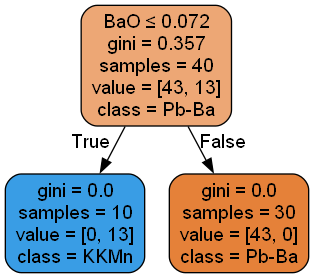 BaO ≤ 0.072
gini = 0.357
samples = 40
value = [43, 13]
class = Pb-Ba
True
False
gini = 0.0
samples = 10
value = [0, 13]
class = KKMn
gini = 0.0
samples = 30
value = [43, 0]
class = Pb-Ba